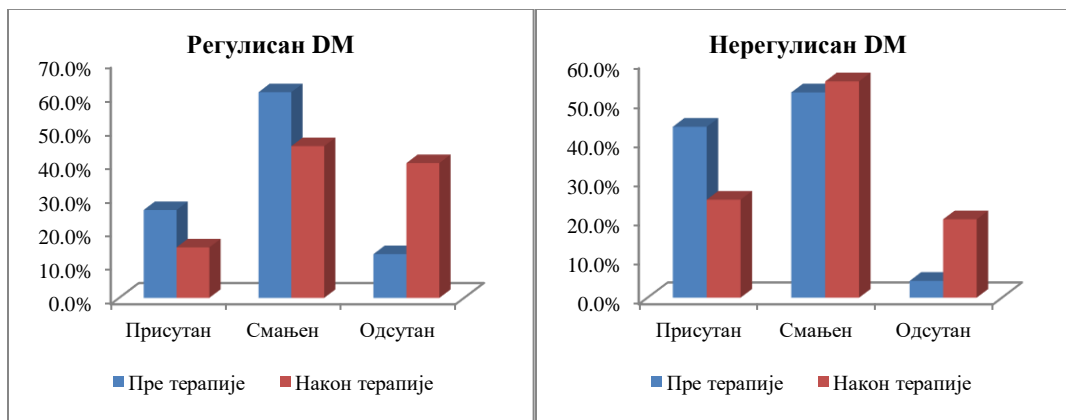 Регулисан DM
70.0%
60.0%
50.0%
40.0%
30.0%
20.0%
10.0%
0.0%
Присутан Смањен Одсутан
Пре терапије Након терапије
Нерегулисан DM
60.0%
50.0%
40.0%
30.0%
20.0%
10.0%
0.0%
Присутан Смањен Одсутан
Пре терапије Након терапије